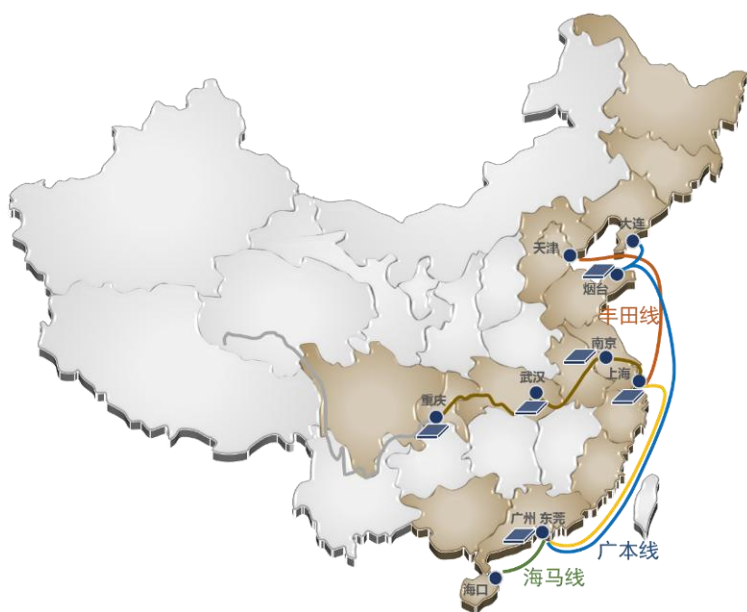 大连
天津
烟台
丰田线
南京
上海
武汉
重庆
广州 东莞
广本线
海马线
海口